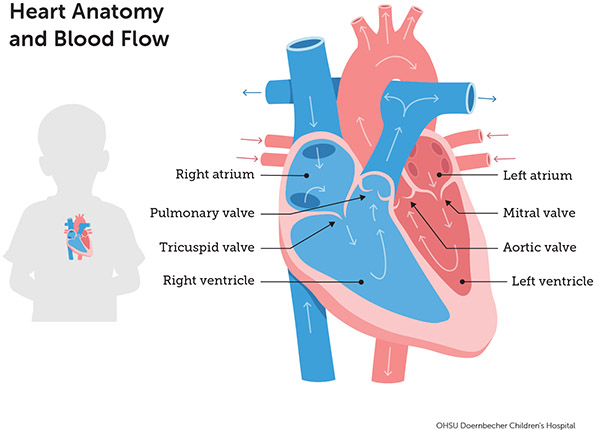 Heart Anatomy
and Blood Flow
Right atrium
Pulmonary valve
Tricuspid valve
Right ventricle
Left atrium
Mitral valve
Aortic valve
Left ventricle
OHSU Doernbecher Children's Hospital